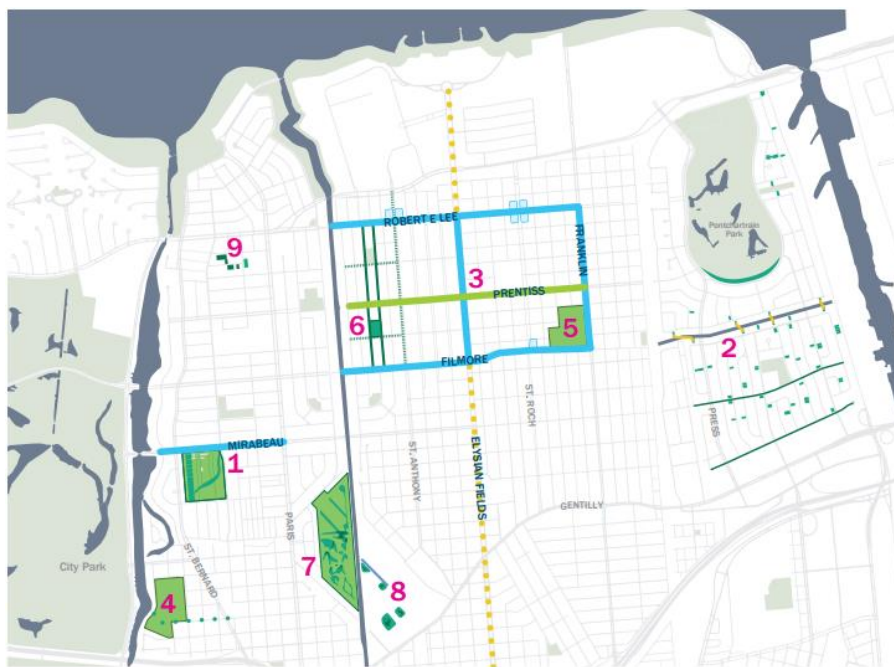 ROBERT E LEE
FRANKLIN
Pontchartrain
Park
9
3
PRENTISS
6
5
2
FILMORE
ST. ROCH
PRESS
MIRABEAU
1
ST. ANTHONY
ELYSIAN FIELDS
GENTILLY
PARIS
ST. BERNARD
City Park
7
8
4